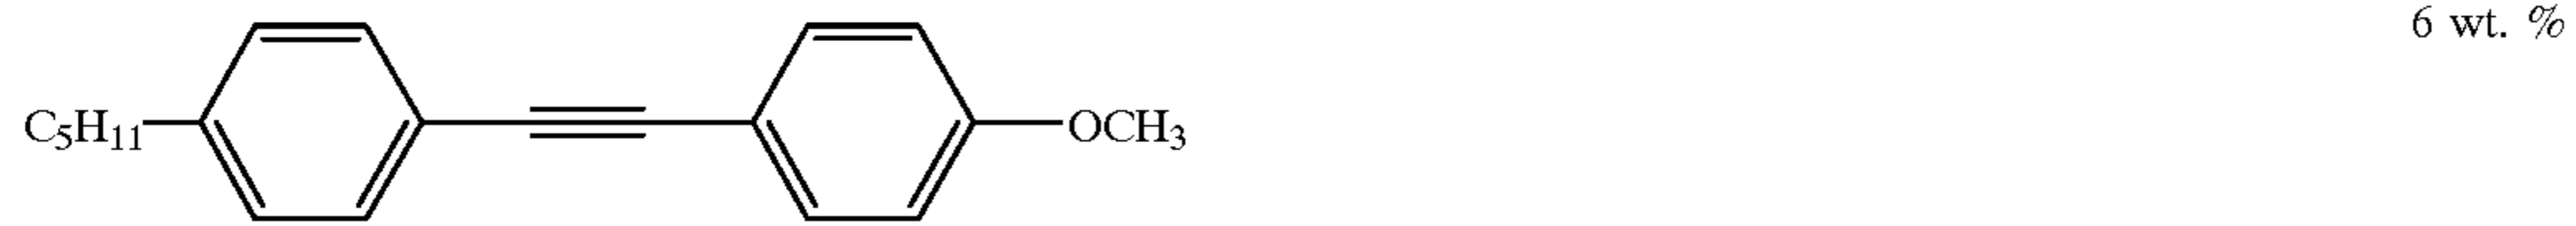 6 wt. %
C₅H₁₁ OCH₃